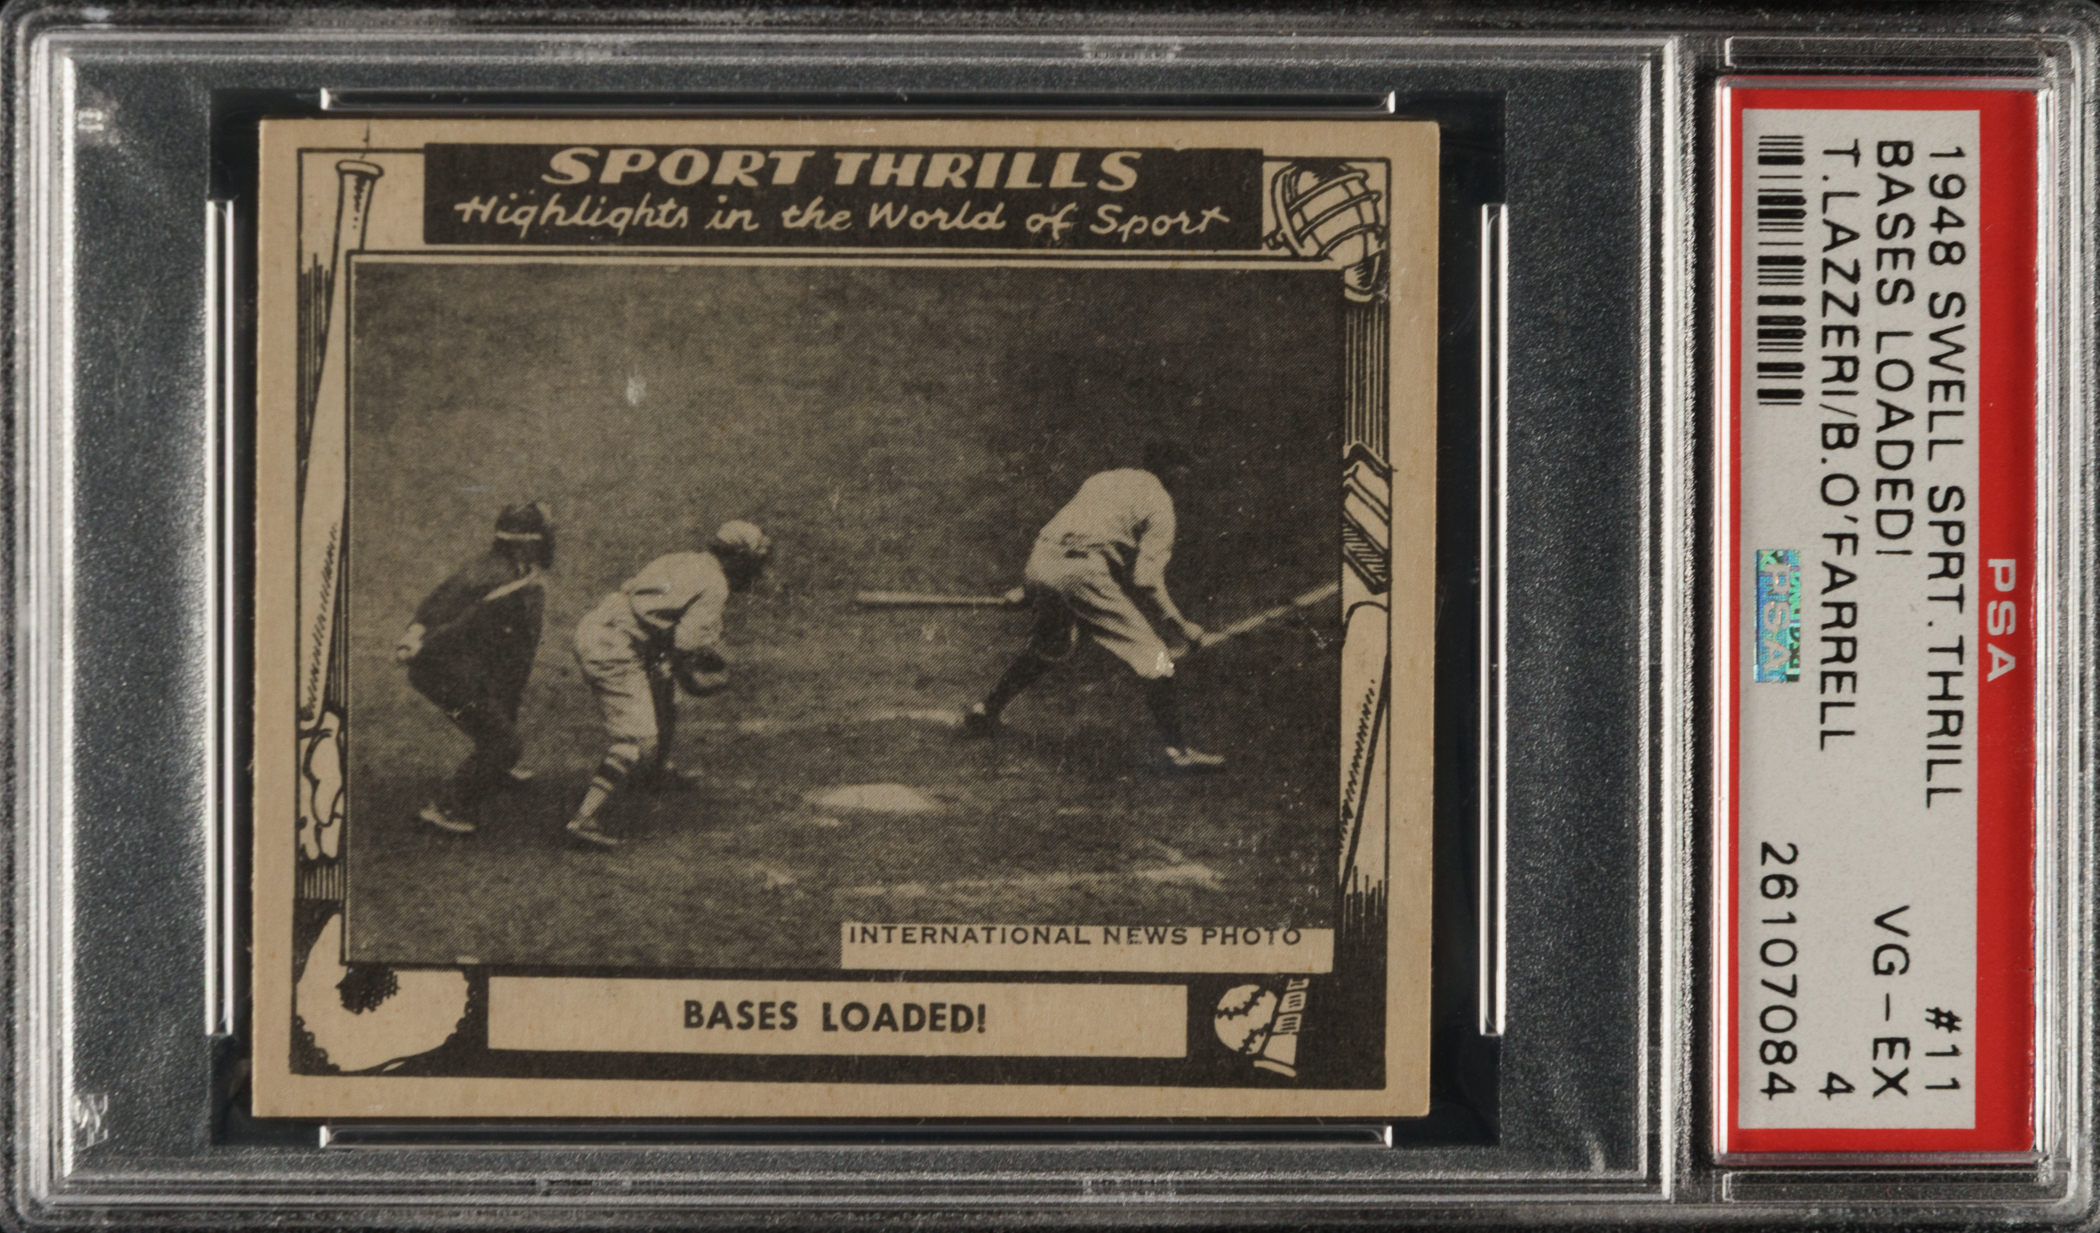 SPORT THRILLS
Highlights in the World of Sport
INTERNATIONAL NEWS PHOTO
BASES LOADED!
PSA
1948 SWELL SPRT. THRILL #11
BASES LOADED! VG-EX
T.LAZZERI/B.O'FARRELL 4
PSA
26107084